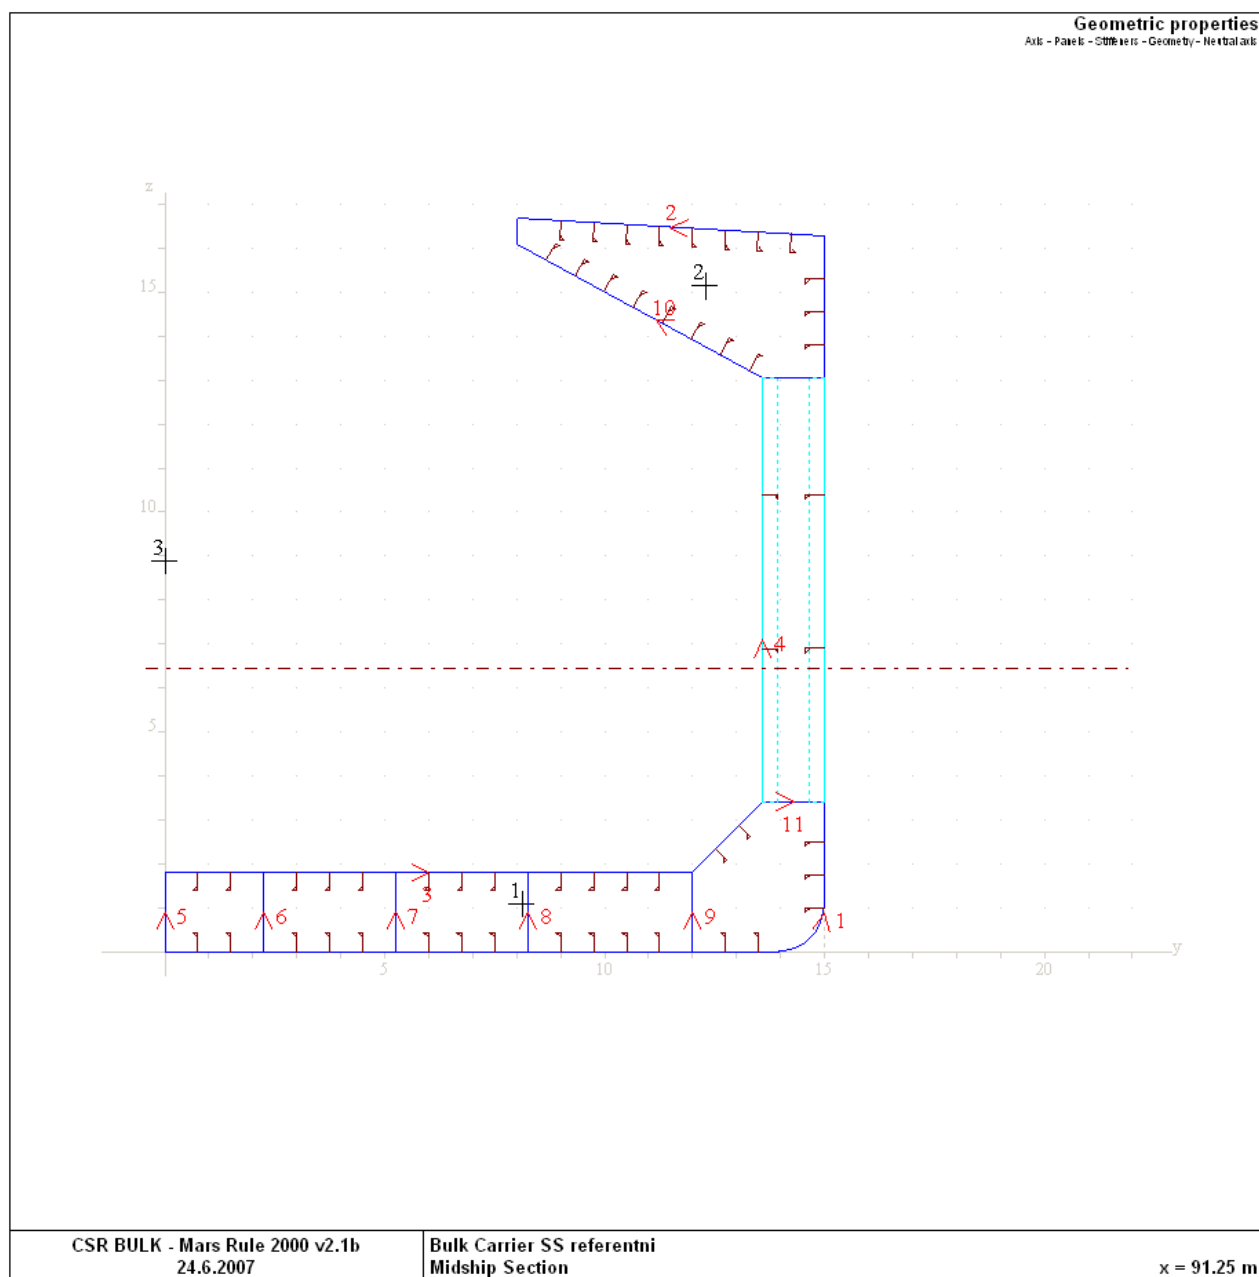 Geometric properties
Axis - Panels - Stiffeners - Geometry - Neutral axis
z
2
15
2
10
10
3
4
5
11
3
1
5
6
7
8
9
1
y
5
10
15
20
CSR BULK - Mars Rule 2000 v2.1b
24.6.2007
Bulk Carrier SS referentni
Midship Section
x = 91.25 m